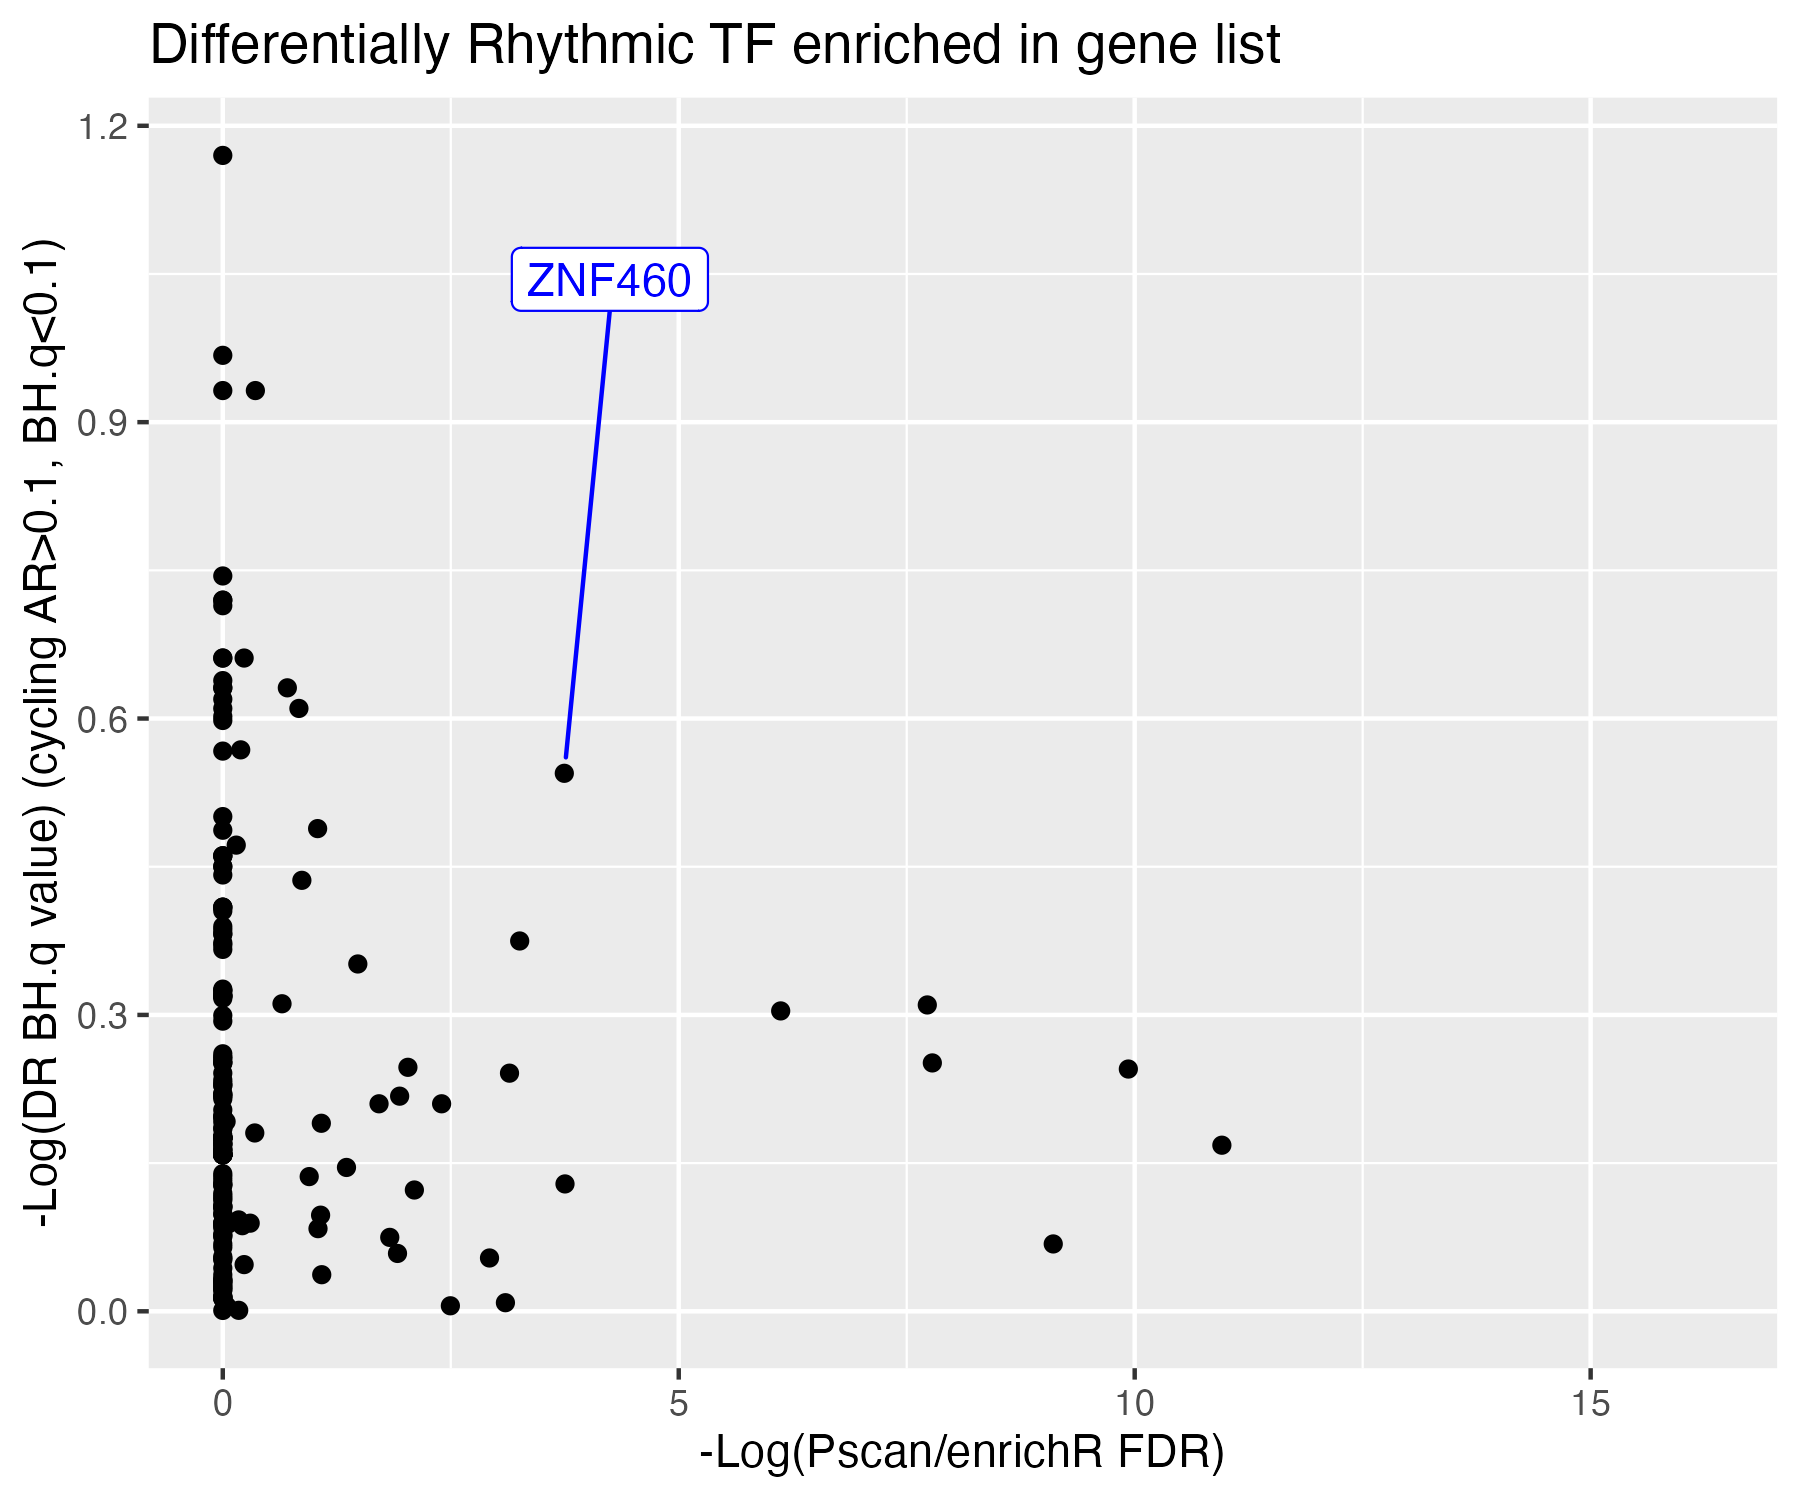 Differentially Rhythmic TF enriched in gene list
-Log(DR BH.q value) (cycling AR>0.1, BH.q<0.1)
1.2
0.9
0.6
0.3
0.0
ZNF460
0 5 10 15
-Log(Pscan/enrichR FDR)